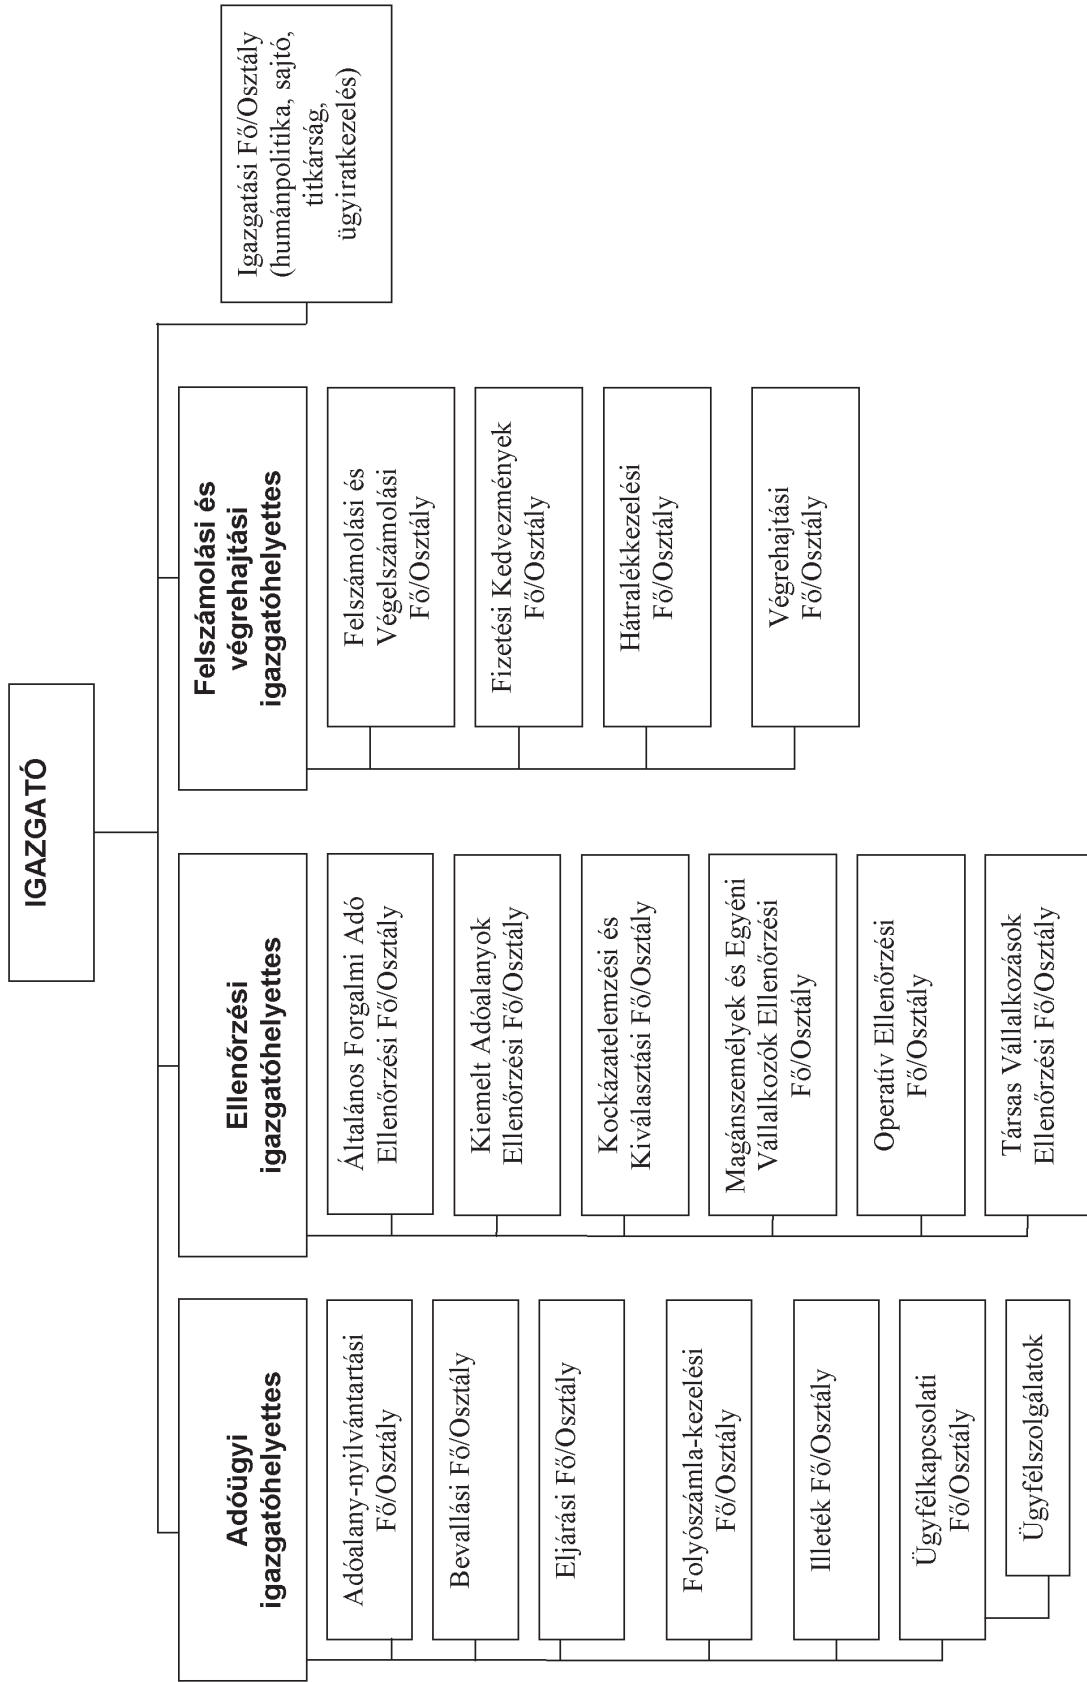 IGAZGATÓ
Adóügyi
igazgatóhelyettes
Adóalany-nyilvántartási
Fő/Osztály
Bevallási Fő/Osztály
Eljárási Fő/Osztály
Folyószámla-kezelési
Fő/Osztály
Illeték Fő/Osztály
Ügyfélkapcsolati
Fő/Osztály
Ügyfélszolgálatok
Ellenőrzési
igazgatóhelyettes
Általános Forgalmi Adó
Ellenőrzési Fő/Osztály
Kiemelt Adóalanyok
Ellenőrzési Fő/Osztály
Kockázatelemzési és
Kiválasztási Fő/Osztály
Magánszemélyek és Egyéni
Vállalkozók Ellenőrzési
Fő/Osztály
Operatív Ellenőrzési
Fő/Osztály
Társas Vállalkozások
Ellenőrzési Fő/Osztály
Felszámolási és
végrehajtási
igazgatóhelyettes
Felszámolási és
Végelszámolási
Fő/Osztály
Fizetési Kedvezmények
Fő/Osztály
Hátralékkezelési
Fő/Osztály
Végrehajtási
Fő/Osztály
Igazgatási Fő/Osztály
(humánpolitika, sajtó,
titkárság,
ügyiratkezelés)